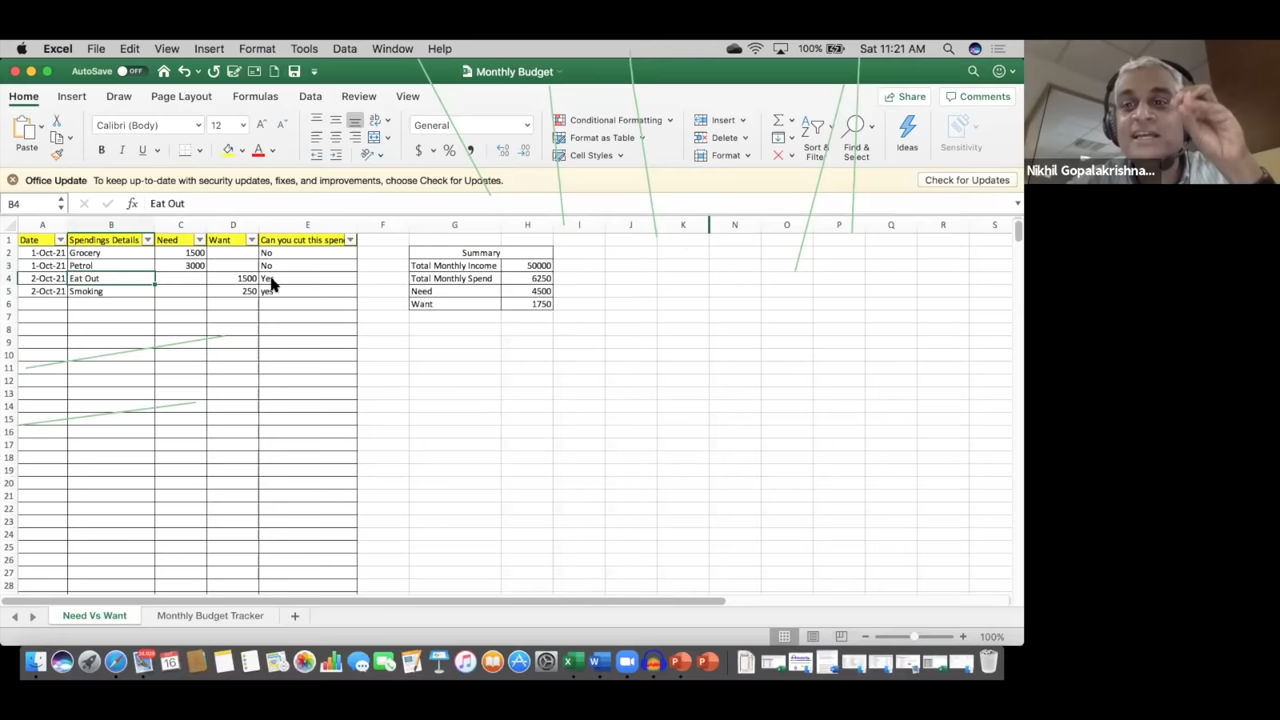 Excel File Edit View Insert Format Tools Data Window Help 100% Sat 11:21 AM
AutoSave OFF Monthly Budget
Home Insert Draw Page Layout Formulas Data Review View Share Comments
Calibri (Body) 12 General Conditional Formatting Insert
Format as Table Delete
Paste B I U $ % Cell Styles Format Sort & Filter Find & Select Ideas Sensitivity
Office Update To keep up-to-date with security updates, fixes, and improvements, choose Check for Updates. Check for Updates
Nikhil Gopalakrishna...
B4 fx Eat Out
A B C D E F G H I J K N O P Q R S
1 Date Spendings Details Need Want Can you cut this spen
2 1-Oct-21 Grocery 1500 No Summary
3 1-Oct-21 Petrol 3000 No Total Monthly Income 50000
4 2-Oct-21 Eat Out 1500 Yes Total Monthly Spend 6250
5 2-Oct-21 Smoking 250 yes Need 4500
6 Want 1750
7
8
9
10
11
12
13
14
15
16
17
18
19
20
21
22
23
24
25
26
27
28
Need Vs Want Monthly Budget Tracker +
100%